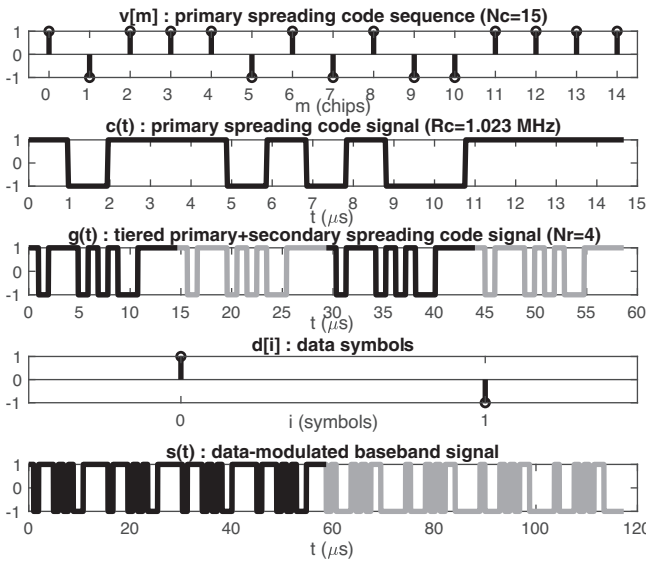 v[m] : primary spreading code sequence (Nc=15)
1
0
-1
0 1 2 3 4 5 6 7 8 9 10 11 12 13 14
m (chips)
c(t) : primary spreading code signal (Rc=1.023 MHz)
1
0
-1
0 1 2 3 4 5 6 7 8 9 10 11 12 13 14 15
t (μs)
g(t) : tiered primary+secondary spreading code signal (Nr=4)
1
0
-1
0 5 10 15 20 25 30 35 40 45 50 55 60
t (μs)
d[i] : data symbols
1
0
-1
0 1
i (symbols)
s(t) : data-modulated baseband signal
1
0
-1
0 20 40 60 80 100 120
t (μs)